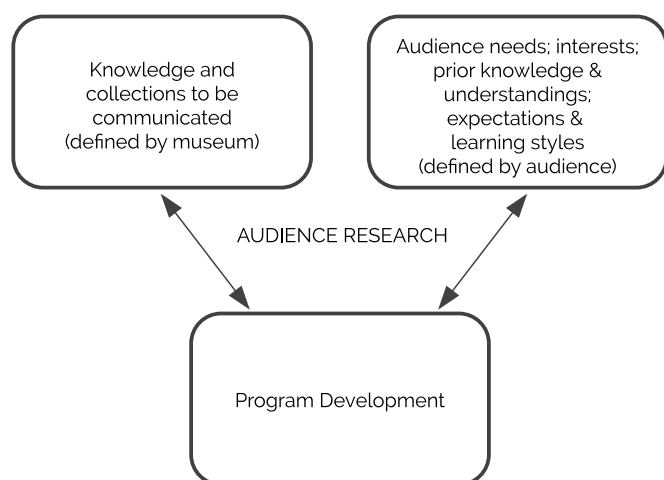 Knowledge and
collections to be
communicated
(defined by museum)
Audience needs; interests;
prior knowledge &
understandings;
expectations &
learning styles
(defined by audience)
AUDIENCE RESEARCH
Program Development